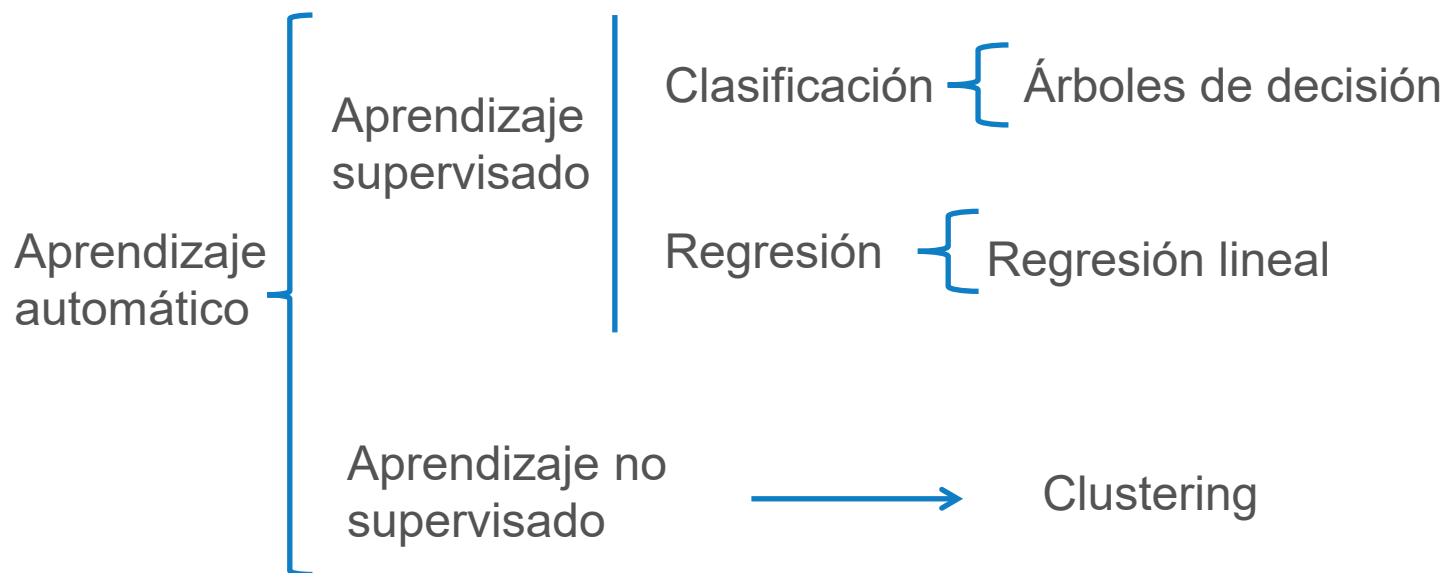 Aprendizaje
automático
Aprendizaje
supervisado
Clasificación
Árboles de decisión
Regresión
Regresión lineal
Aprendizaje no
supervisado
Clustering